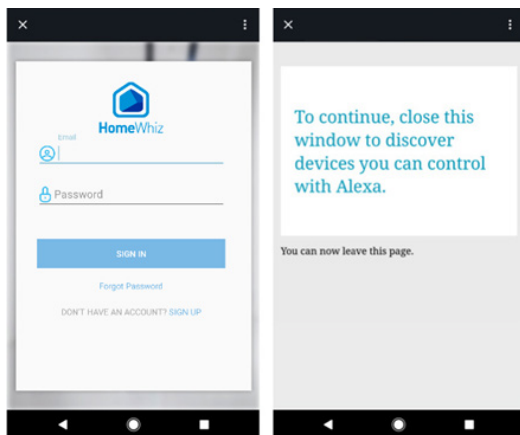 HomeWhiz
Email
Password
SIGN IN
Forgot Password
DON'T HAVE AN ACCOUNT? SIGN UP
To continue, close this
window to discover
devices you can control
with Alexa.
You can now leave this page.